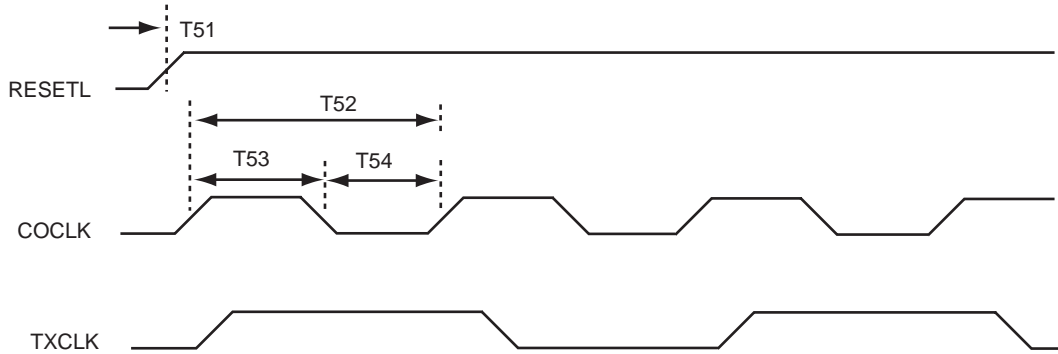 T51
RESETL
T52
T53 T54
COCLK
TXCLK